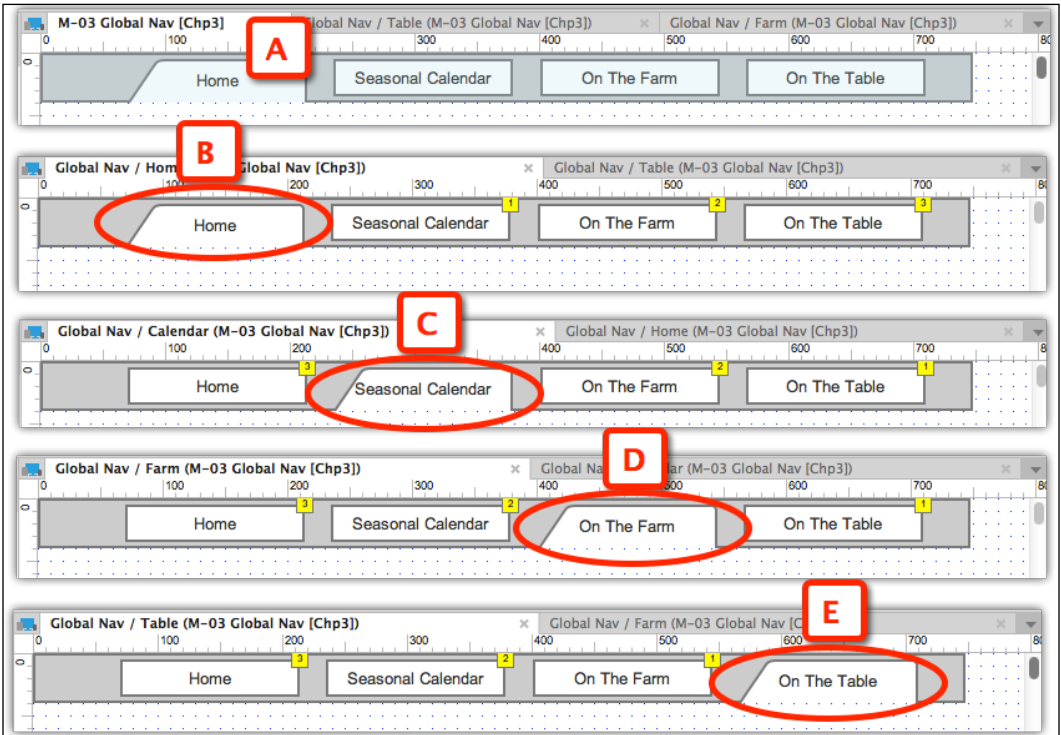 M-03 Global Nav [Chp3] Global Nav / Table (M-03 Global Nav [Chp3]) × Global Nav / Farm (M-03 Global Nav [Chp3]) ×
0 100 300 400 500 600 700
A
0
Home Seasonal Calendar On The Farm On The Table
B
Global Nav / Global Nav [Chp3]) × Global Nav / Table (M-03 Global Nav [Chp3]) ×
0 100 200 300 400 500 600 700
0 1 2 3
Home Seasonal Calendar On The Farm On The Table
C
Global Nav / Calendar (M-03 Global Nav [Chp3]) × Global Nav / Home (M-03 Global Nav [Chp3]) ×
0 100 200 400 500 600 700
0 3 2 1
Home Seasonal Calendar On The Farm On The Table
D
Global Nav / Farm (M-03 Global Nav [Chp3]) × Global (M-03 Global Nav [Chp3]) ×
0 100 200 300 400 500 600 700
0 3 2 1
Home Seasonal Calendar On The Farm On The Table
E
Global Nav / Table (M-03 Global Nav [Chp3]) × Global Nav / Farm (M-03 Global Nav ×
0 100 200 300 400 500 600 700
0 3 2 1
Home Seasonal Calendar On The Farm On The Table